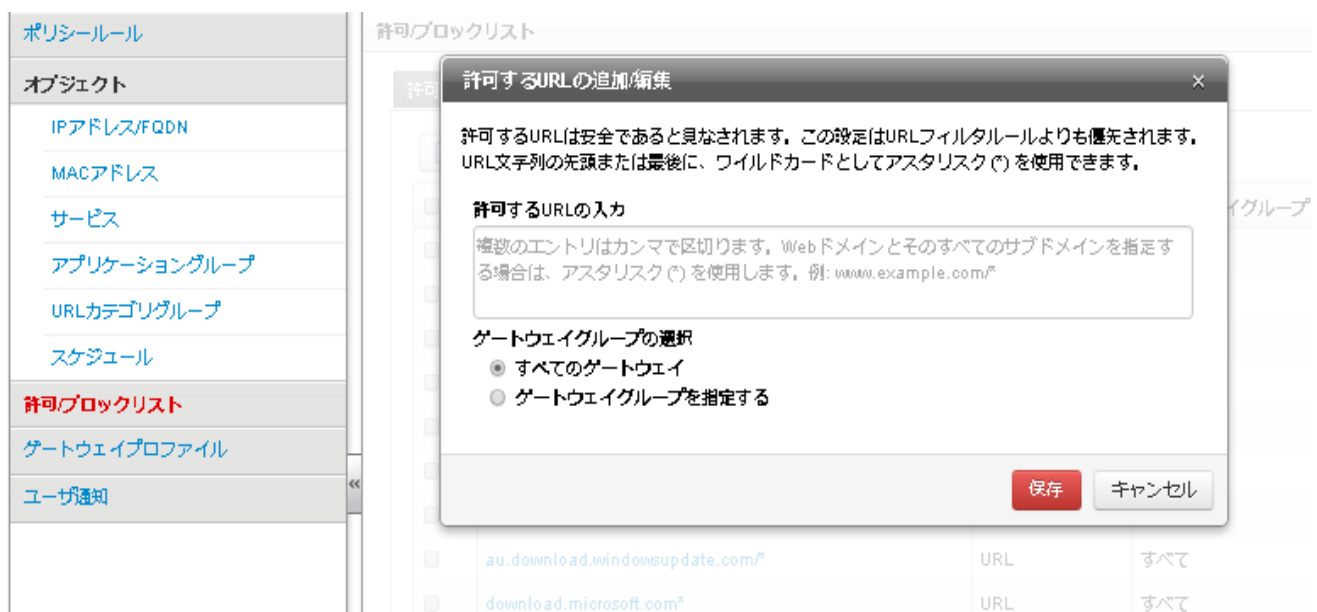 ポリシールール
オブジェクト
IPアドレス/FQDN
MACアドレス
サービス
アプリケーショングループ
URLカテゴリグループ
スケジュール
許可/ブロックリスト
ゲートウェイプロファイル
ユーザ通知
«
許可/ブロックリスト
許可
許可するURLの追加/編集
×
許可するURLは安全であると見なされます。この設定はURLフィルタルールよりも優先されます。
URL文字列の先頭または最後に、ワイルドカードとしてアスタリスク (*) を使用できます。
許可するURLの入力
複数のエントリはカンマで区切ります。Webドメインとそのすべてのサブドメインを指定す
る場合は、アスタリスク (*) を使用します。例: www.example.com/*
ゲートウェイグループの選択
すべてのゲートウェイ
ゲートウェイグループを指定する
保存 キャンセル
イグループ
au.download.windowsupdate.com/* URL すべて
download.microsoft.com* URL すべて